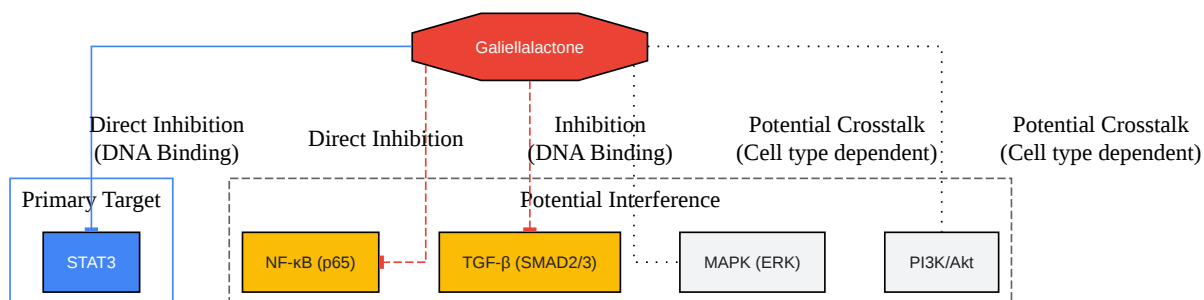 Galiellalactone
Direct Inhibition
(DNA Binding)
Direct Inhibition
Inhibition
(DNA Binding)
Potential Crosstalk
(Cell type dependent)
Potential Crosstalk
(Cell type dependent)
Primary Target
Potential Interference
STAT3
NF-κB (p65)
TGF-β (SMAD2/3)
MAPK (ERK)
PI3K/Akt